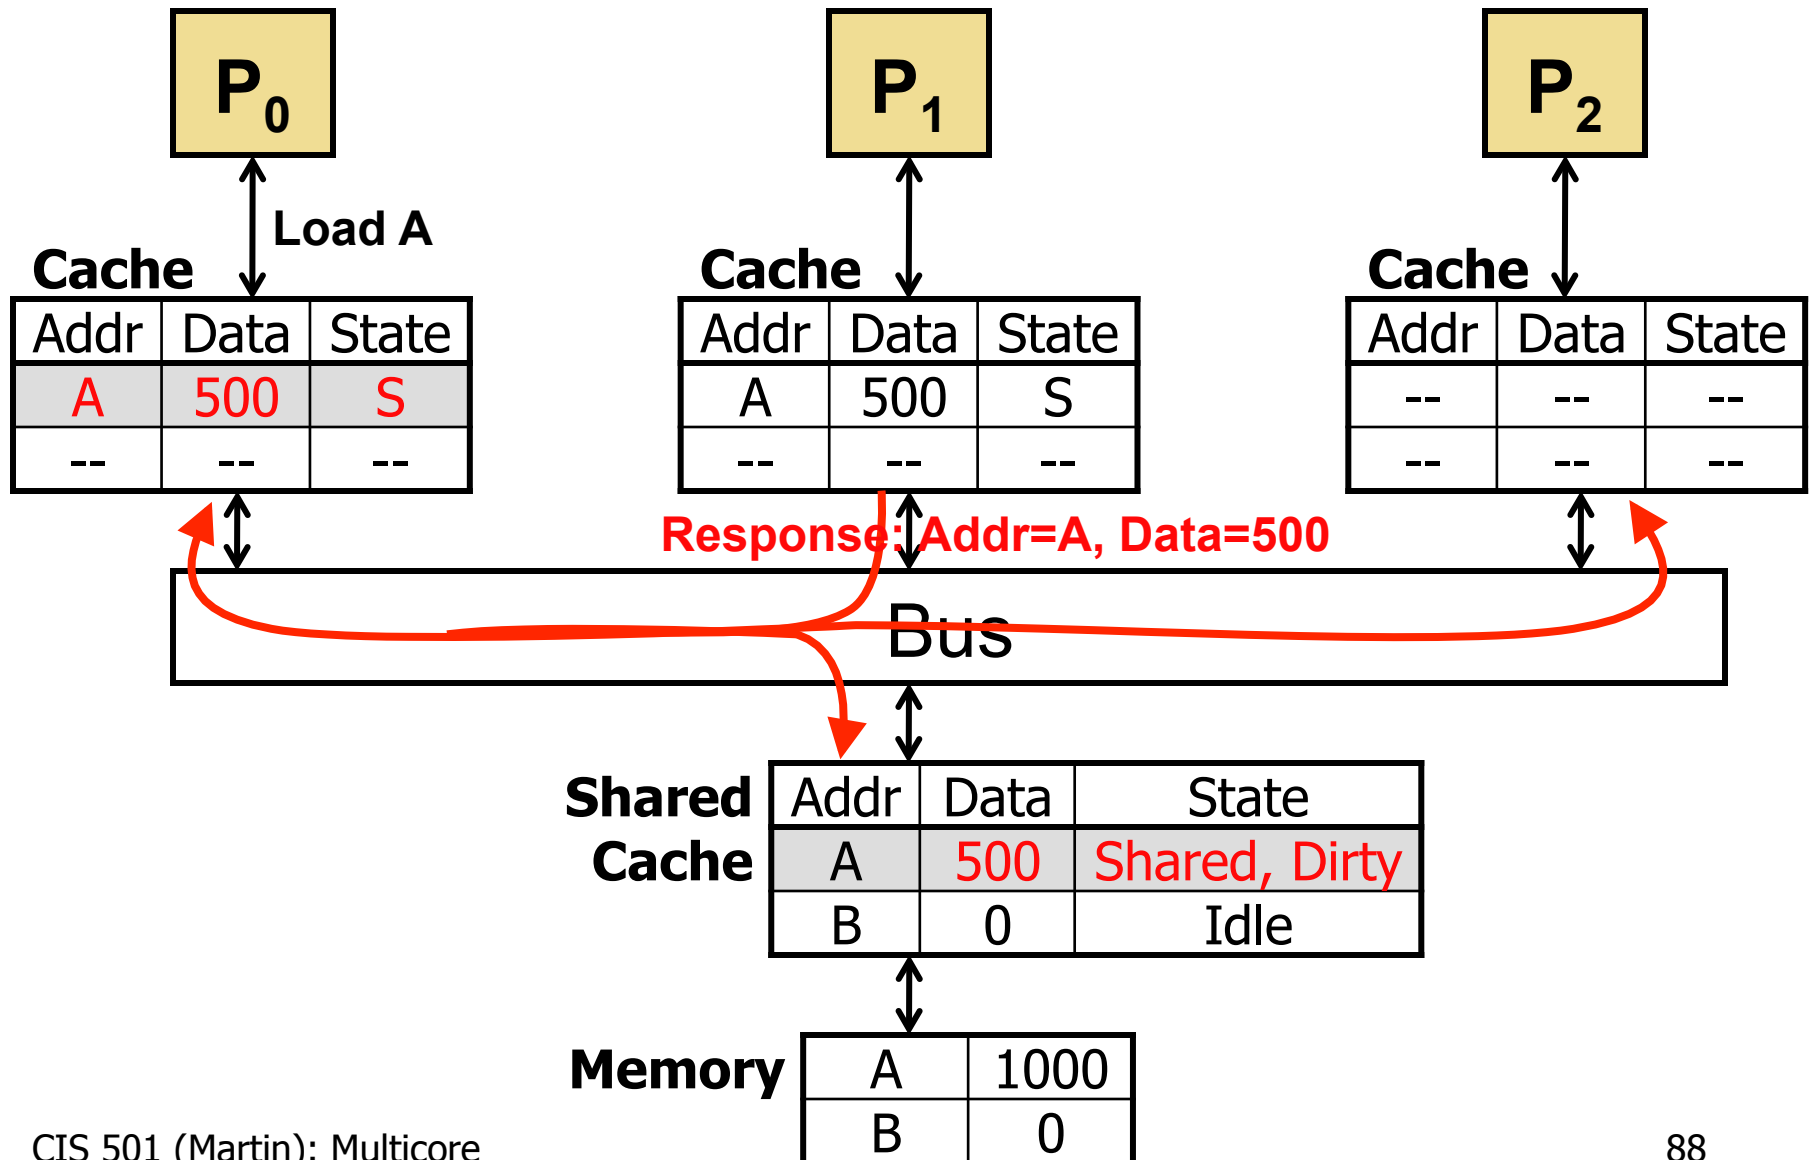 P0 P1 P2
Load A
Cache Cache Cache
Addr Data State Addr Data State Addr Data State
A 500 S A 500 S -- -- --
-- -- -- -- -- -- -- -- --
Response: Addr=A, Data=500
Bus
Shared Addr Data State
Cache A 500 Shared, Dirty
B 0 Idle
Memory A 1000
B 0
CIS 501 (Martin): Multicore 88